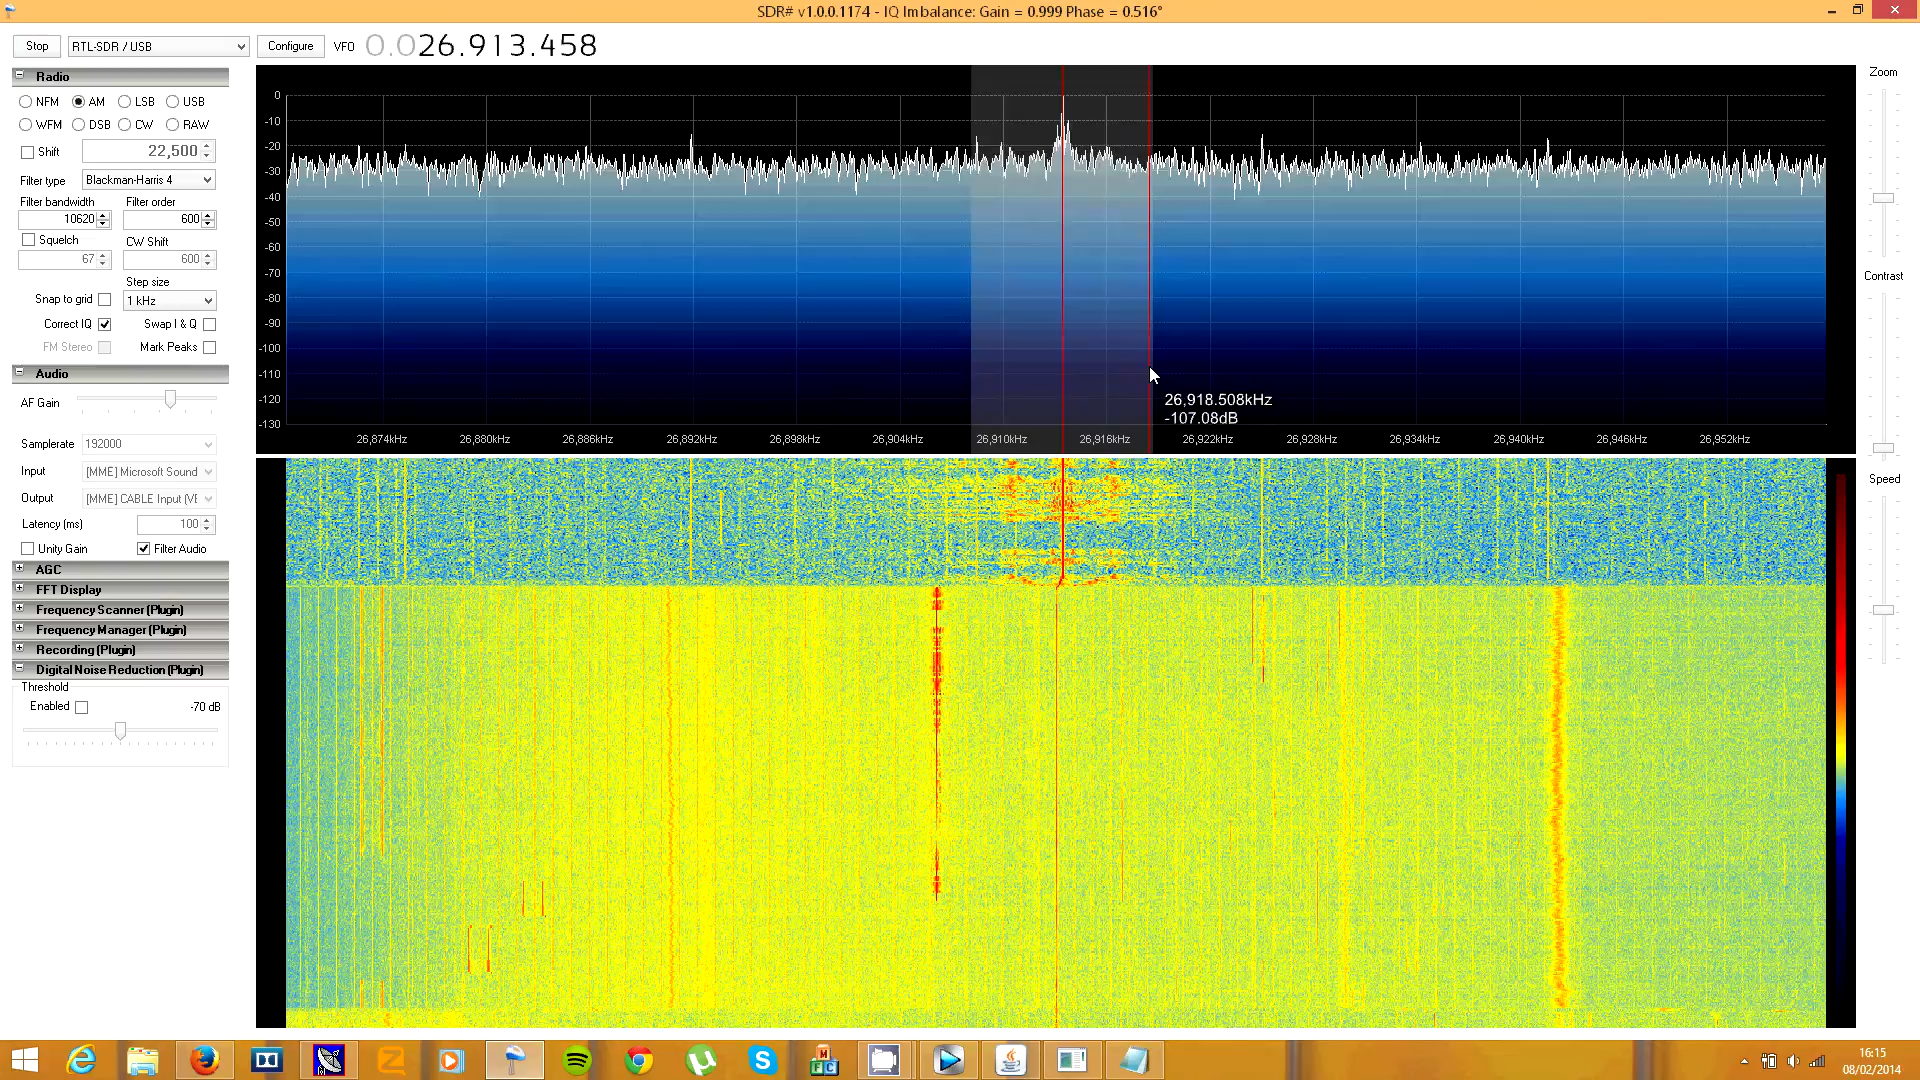 SDR# v1.0.0.1174 - IQ Imbalance: Gain = 0.999 Phase = 0.516°
Stop
RTL-SDR / USB
Configure
VFO
0.026.913.458
Radio
NFM AM LSB USB
WFM DSB CW RAW
Shift 22,500
Filter type Blackman-Harris 4
Filter bandwidth Filter order
10620 600
Squelch CW Shift
67 600
Step size
Snap to grid 1 kHz
Correct IQ Swap I & Q
FM Stereo Mark Peaks
Audio
AF Gain
Samplerate 192000
Input [MME] Microsoft Sound
Output [MME] CABLE Input (VE
Latency (ms) 100
Unity Gain Filter Audio
AGC
FFT Display
Frequency Scanner (Plugin)
Frequency Manager (Plugin)
Recording (Plugin)
Digital Noise Reduction (Plugin)
Threshold
Enabled -70 dB
0
-10
-20
-30
-40
-50
-60
-70
-80
-90
-100
-110
-120
-130
26,918.508kHz
-107.08dB
26,874kHz 26,880kHz 26,886kHz 26,892kHz 26,898kHz 26,904kHz 26,910kHz 26,916kHz 26,922kHz 26,928kHz 26,934kHz 26,940kHz 26,946kHz 26,952kHz
Zoom
Contrast
Speed
16:15
08/02/2014